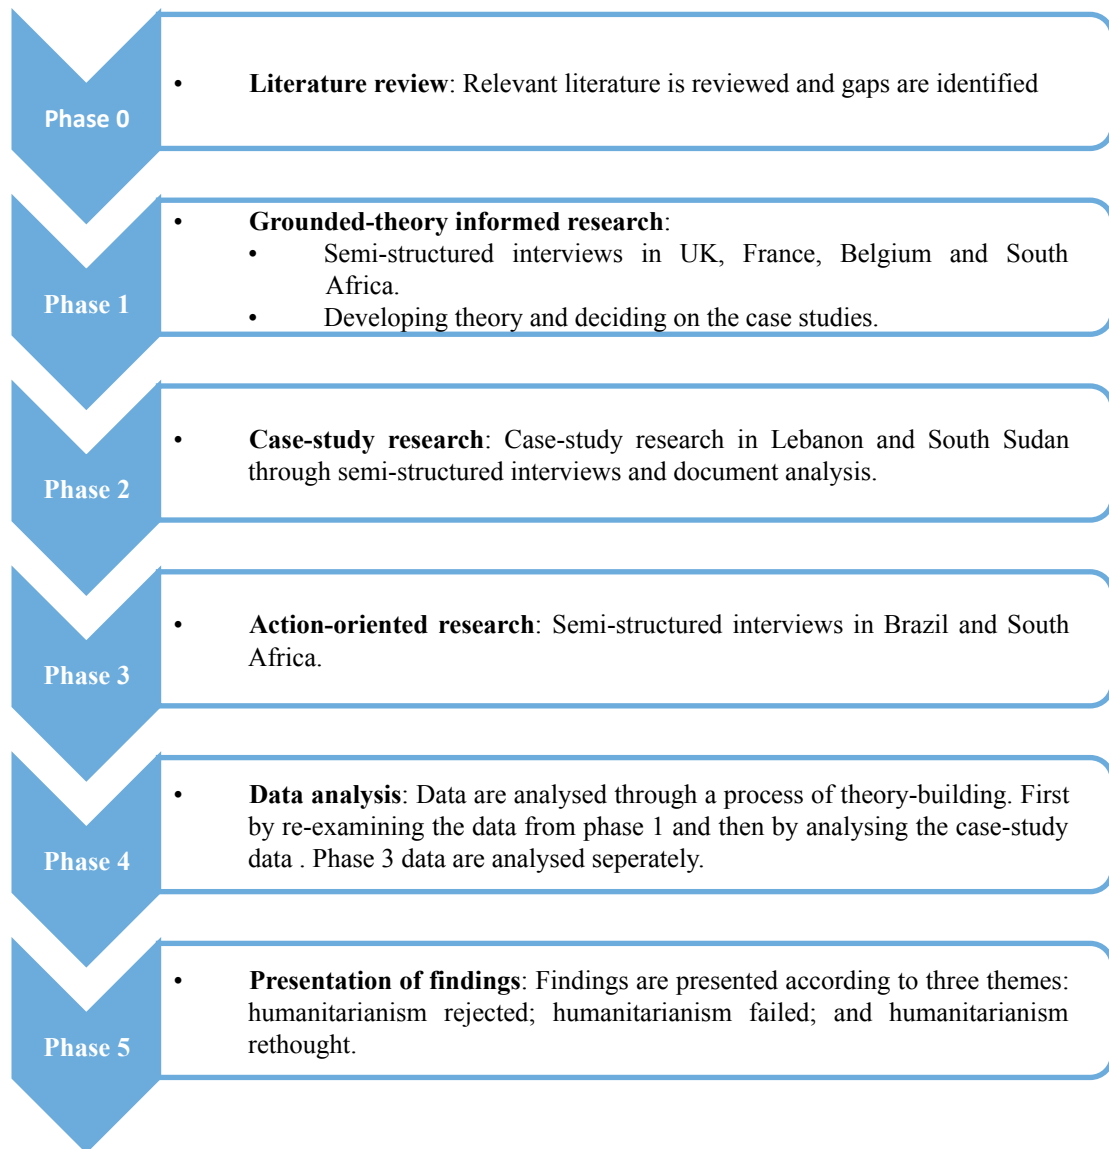 Phase 0
• Literature review: Relevant literature is reviewed and gaps are identified
Phase 1
• Grounded-theory informed research:
• Semi-structured interviews in UK, France, Belgium and South
Africa.
• Developing theory and deciding on the case studies.
Phase 2
• Case-study research: Case-study research in Lebanon and South Sudan
through semi-structured interviews and document analysis.
Phase 3
• Action-oriented research: Semi-structured interviews in Brazil and South
Africa.
Phase 4
• Data analysis: Data are analysed through a process of theory-building. First
by re-examining the data from phase 1 and then by analysing the case-study
data . Phase 3 data are analysed seperately.
Phase 5
• Presentation of findings: Findings are presented according to three themes:
humanitarianism rejected; humanitarianism failed; and humanitarianism
rethought.